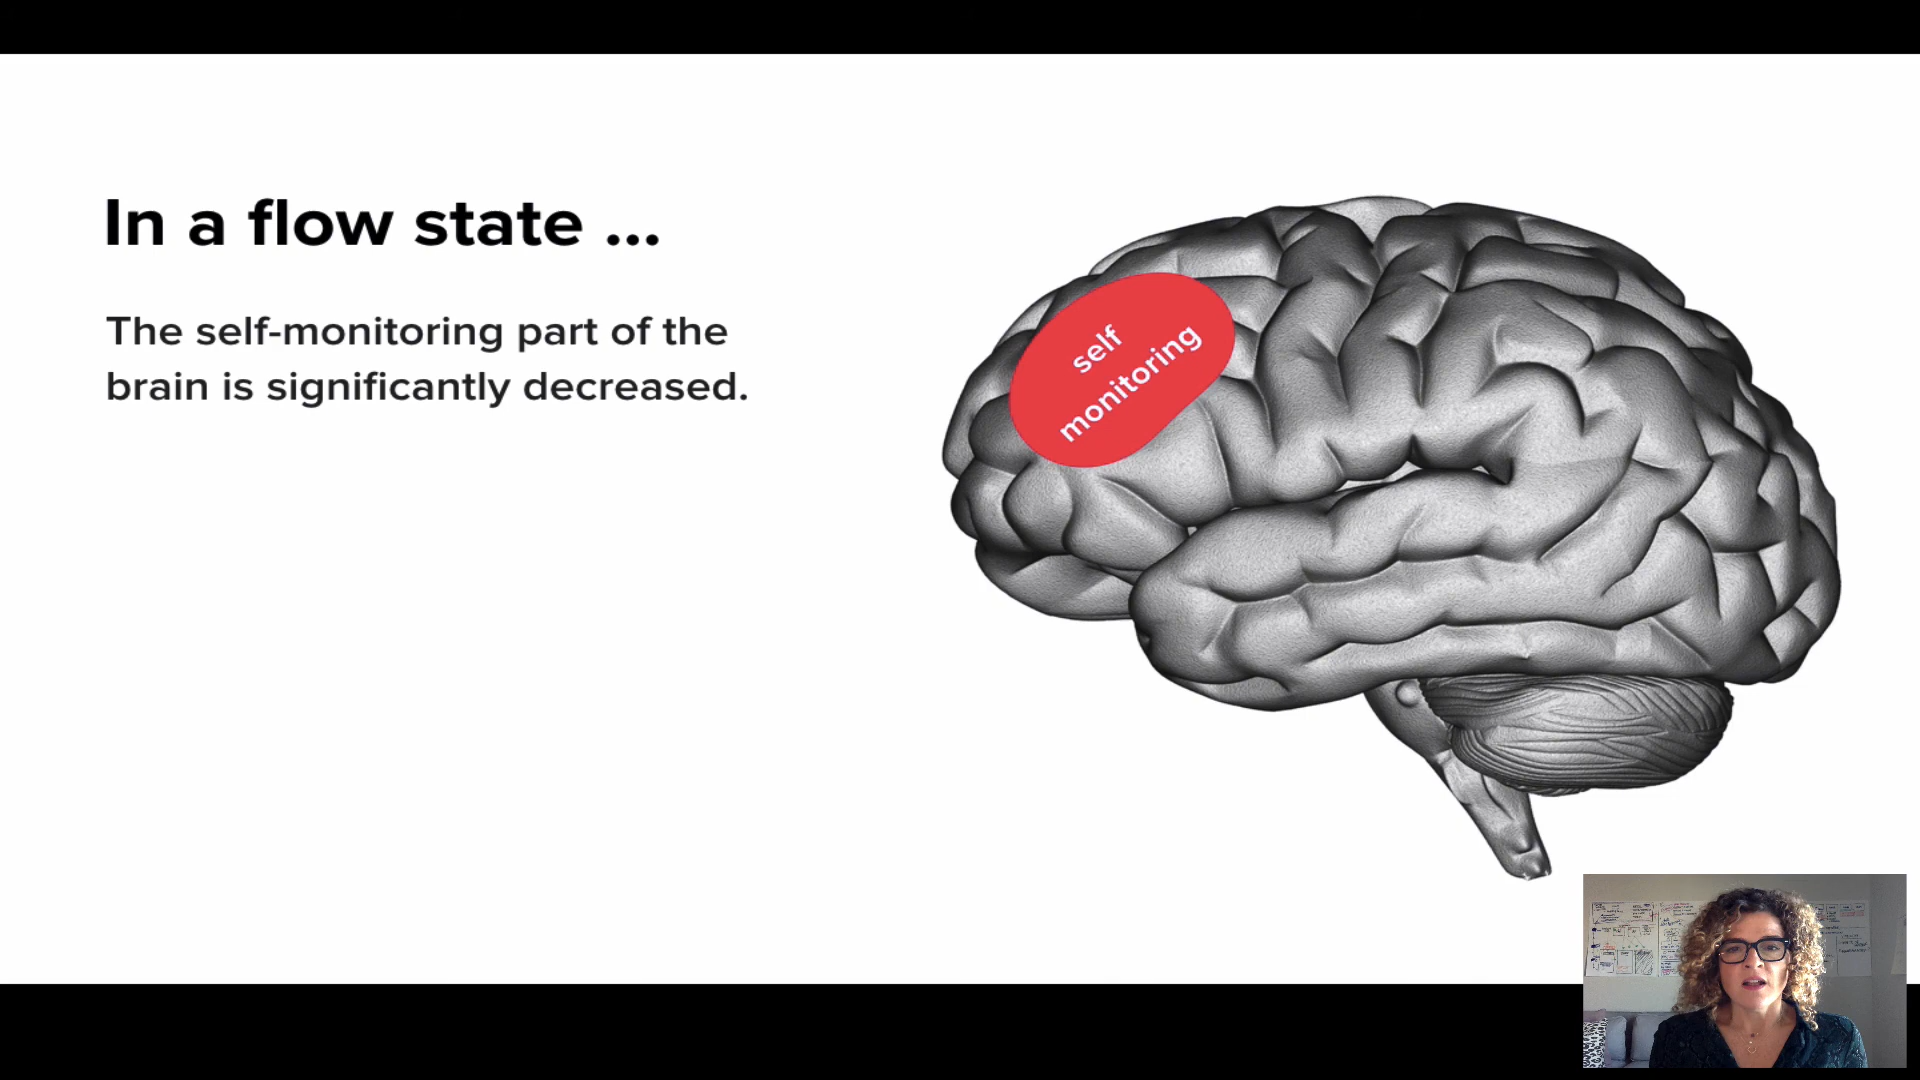 In a flow state ...
The self-monitoring part of the
brain is significantly decreased.
self
monitoring